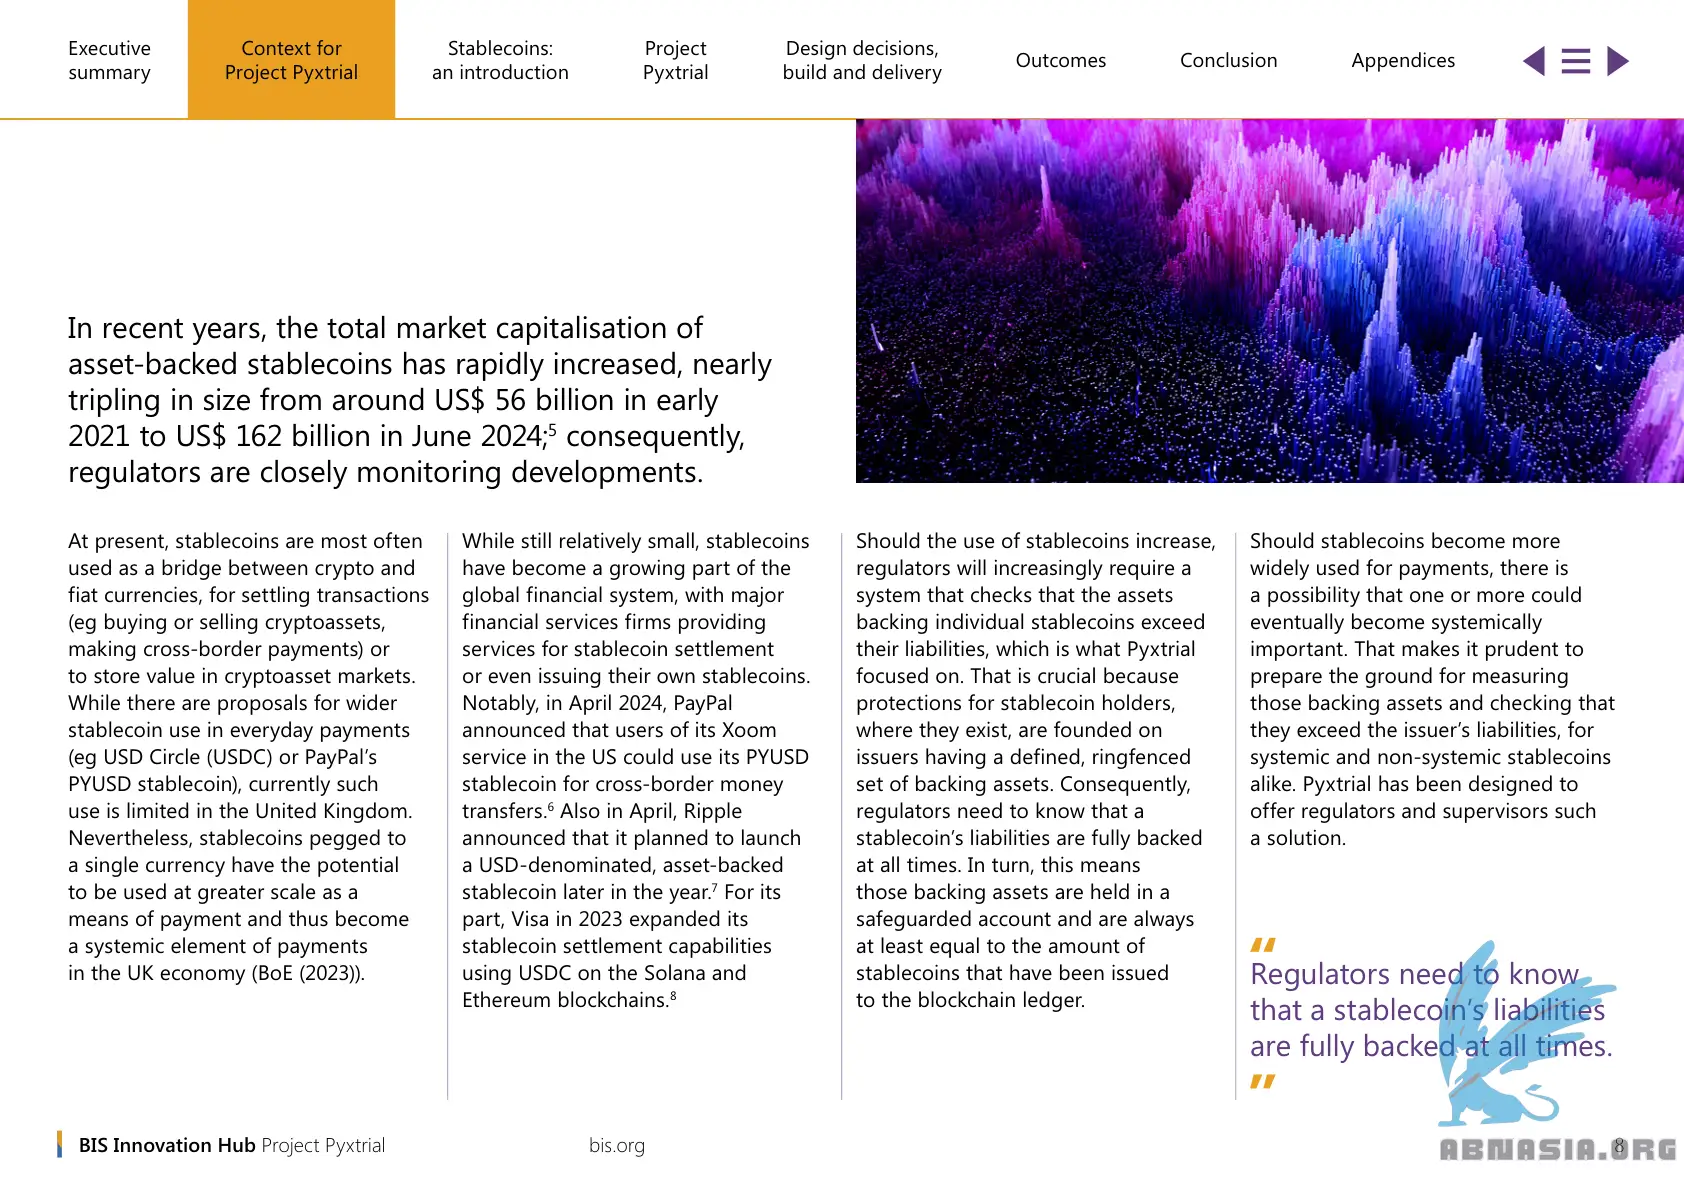 Executive
summary
Context for
Project Pyxtrial
Stablecoins:
an introduction
Project
Pyxtrial
Design decisions,
build and delivery
Outcomes
Conclusion
Appendices
In recent years, the total market capitalisation of
asset-backed stablecoins has rapidly increased, nearly
tripling in size from around US$ 56 billion in early
2021 to US$ 162 billion in June 2024;5 consequently,
regulators are closely monitoring developments.
At present, stablecoins are most often
used as a bridge between crypto and
fiat currencies, for settling transactions
(eg buying or selling cryptoassets,
making cross-border payments) or
to store value in cryptoasset markets.
While there are proposals for wider
stablecoin use in everyday payments
(eg USD Circle (USDC) or PayPal’s
PYUSD stablecoin), currently such
use is limited in the United Kingdom.
Nevertheless, stablecoins pegged to
a single currency have the potential
to be used at greater scale as a
means of payment and thus become
a systemic element of payments
in the UK economy (BoE (2023)).
While still relatively small, stablecoins
have become a growing part of the
global financial system, with major
financial services firms providing
services for stablecoin settlement
or even issuing their own stablecoins.
Notably, in April 2024, PayPal
announced that users of its Xoom
service in the US could use its PYUSD
stablecoin for cross-border money
transfers.6 Also in April, Ripple
announced that it planned to launch
a USD-denominated, asset-backed
stablecoin later in the year.7 For its
part, Visa in 2023 expanded its
stablecoin settlement capabilities
using USDC on the Solana and
Ethereum blockchains.8
Should the use of stablecoins increase,
regulators will increasingly require a
system that checks that the assets
backing individual stablecoins exceed
their liabilities, which is what Pyxtrial
focused on. That is crucial because
protections for stablecoin holders,
where they exist, are founded on
issuers having a defined, ringfenced
set of backing assets. Consequently,
regulators need to know that a
stablecoin’s liabilities are fully backed
at all times. In turn, this means
those backing assets are held in a
safeguarded account and are always
at least equal to the amount of
stablecoins that have been issued
to the blockchain ledger.
Should stablecoins become more
widely used for payments, there is
a possibility that one or more could
eventually become systemically
important. That makes it prudent to
prepare the ground for measuring
those backing assets and checking that
they exceed the issuer’s liabilities, for
systemic and non-systemic stablecoins
alike. Pyxtrial has been designed to
offer regulators and supervisors such
a solution.
“
Regulators need to know
that a stablecoin’s liabilities
are fully backed at all times.
”
BIS Innovation Hub Project Pyxtrial
bis.org
8
ABNASIA.ORG